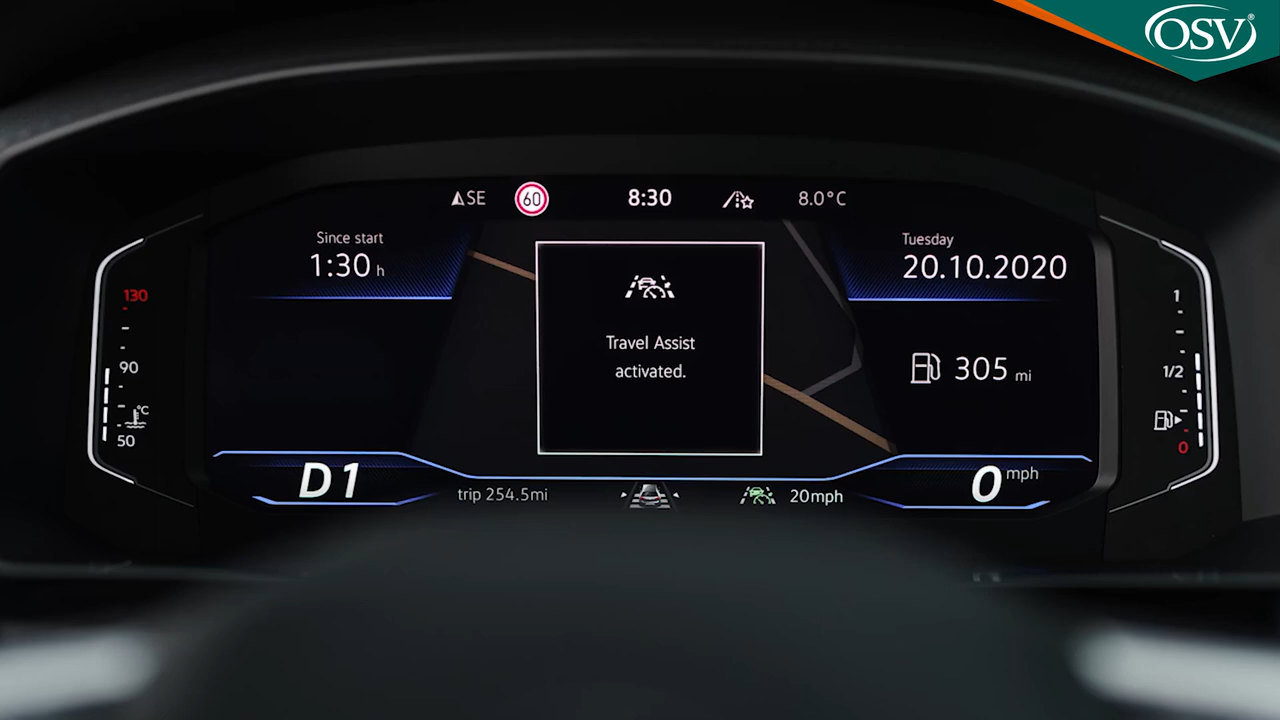 OSV®
SE
60
8:30
8.0°C
Since start
1:30 h
Tuesday
20.10.2020
130
90
°C
50
Travel Assist
activated.
305 mi
1
1/2
0
D1
trip 254.5mi
20mph
0 mph